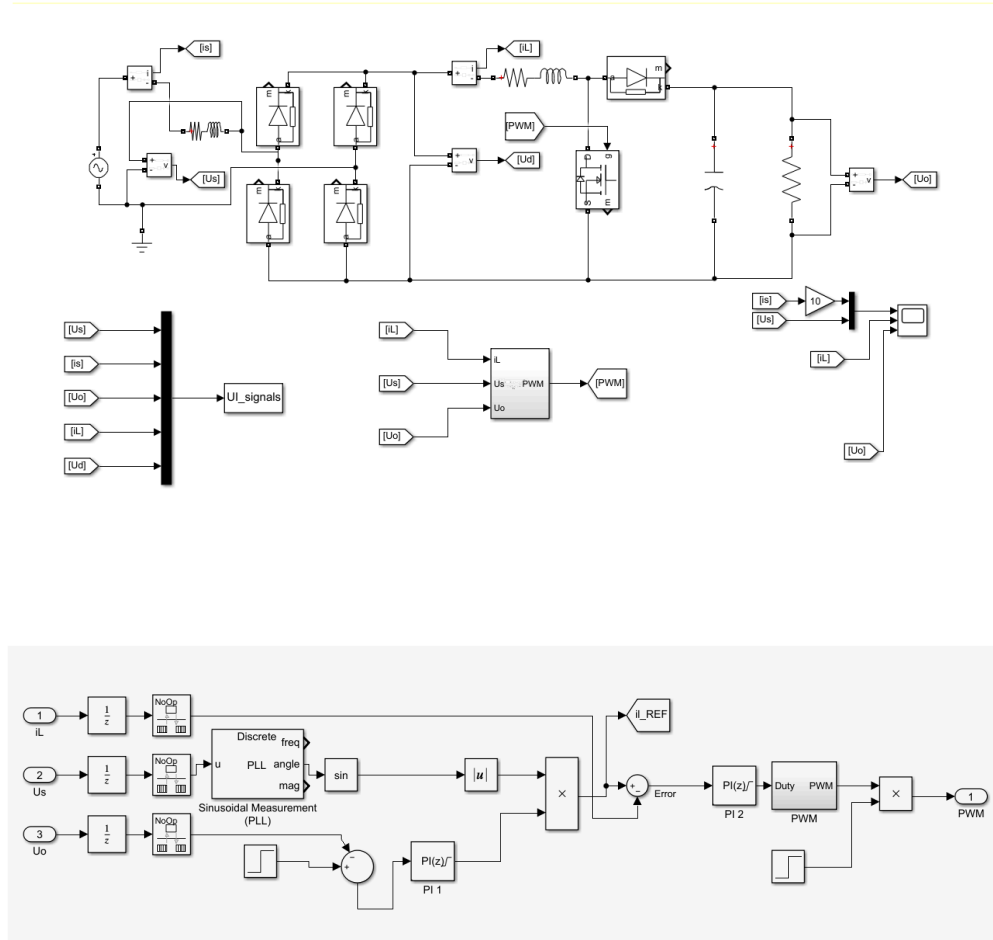 [is]
[iL]
i
+
-
i
+
-
m
a
k
m
k
a
m
k
a
[PWM]
+
-
v
[Us]
+
-
v
[Ud]
D
g
S
m
+
-
v
[Uo]
m
k
a
m
k
a
[is]
10
[Us]
[iL]
[Uo]
[Us]
[is]
[Uo]
[iL]
[Ud]
UI_signals
[iL]
[Us]
[Uo]
iL
Us
PWM
Uo
[PWM]
1
iL
1
z
NoOp
il_REF
2
Us
1
z
NoOp
Discrete
freq
u
PLL
angle
mag
Sinusoidal Measurement
(PLL)
sin
|u|
×
+
-
Error
PI(z)
PI 2
Duty
PWM
PWM
×
1
PWM
3
Uo
1
z
NoOp
-
+
PI(z)
PI 1